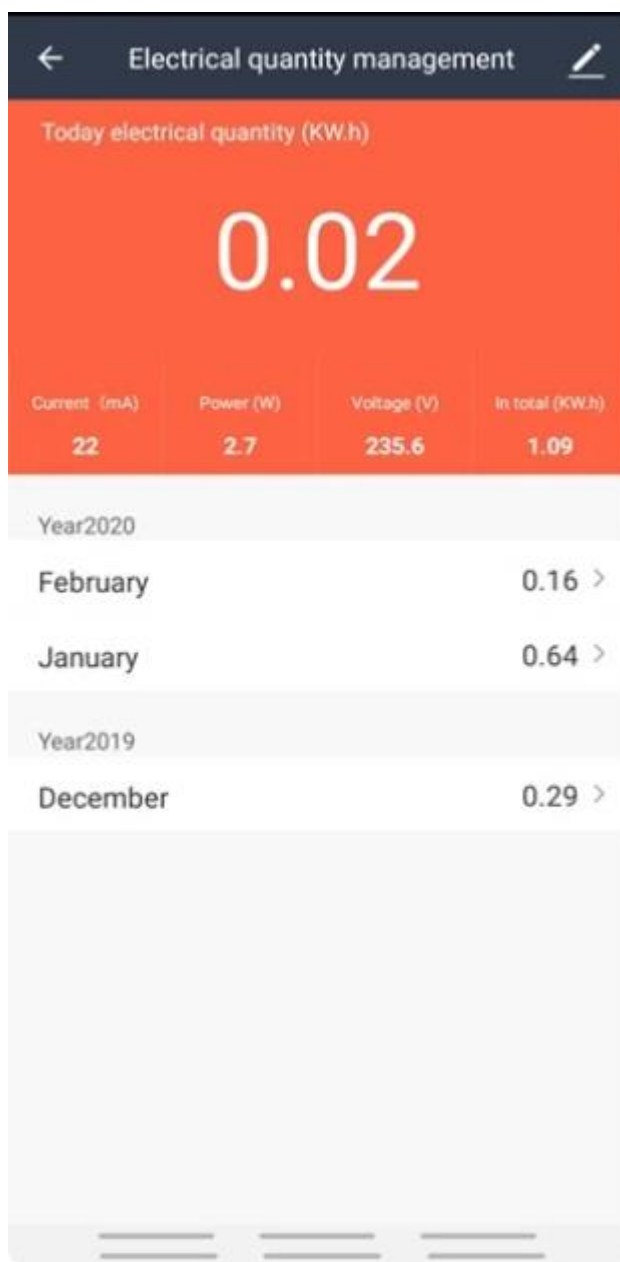 Electrical quantity management
Today electrical quantity (KW.h)
0.02
Current (mA) Power (W) Voltage (V) In total (KW.h)
22 2.7 235.6 1.09
Year2020
February 0.16
January 0.64
Year2019
December 0.29